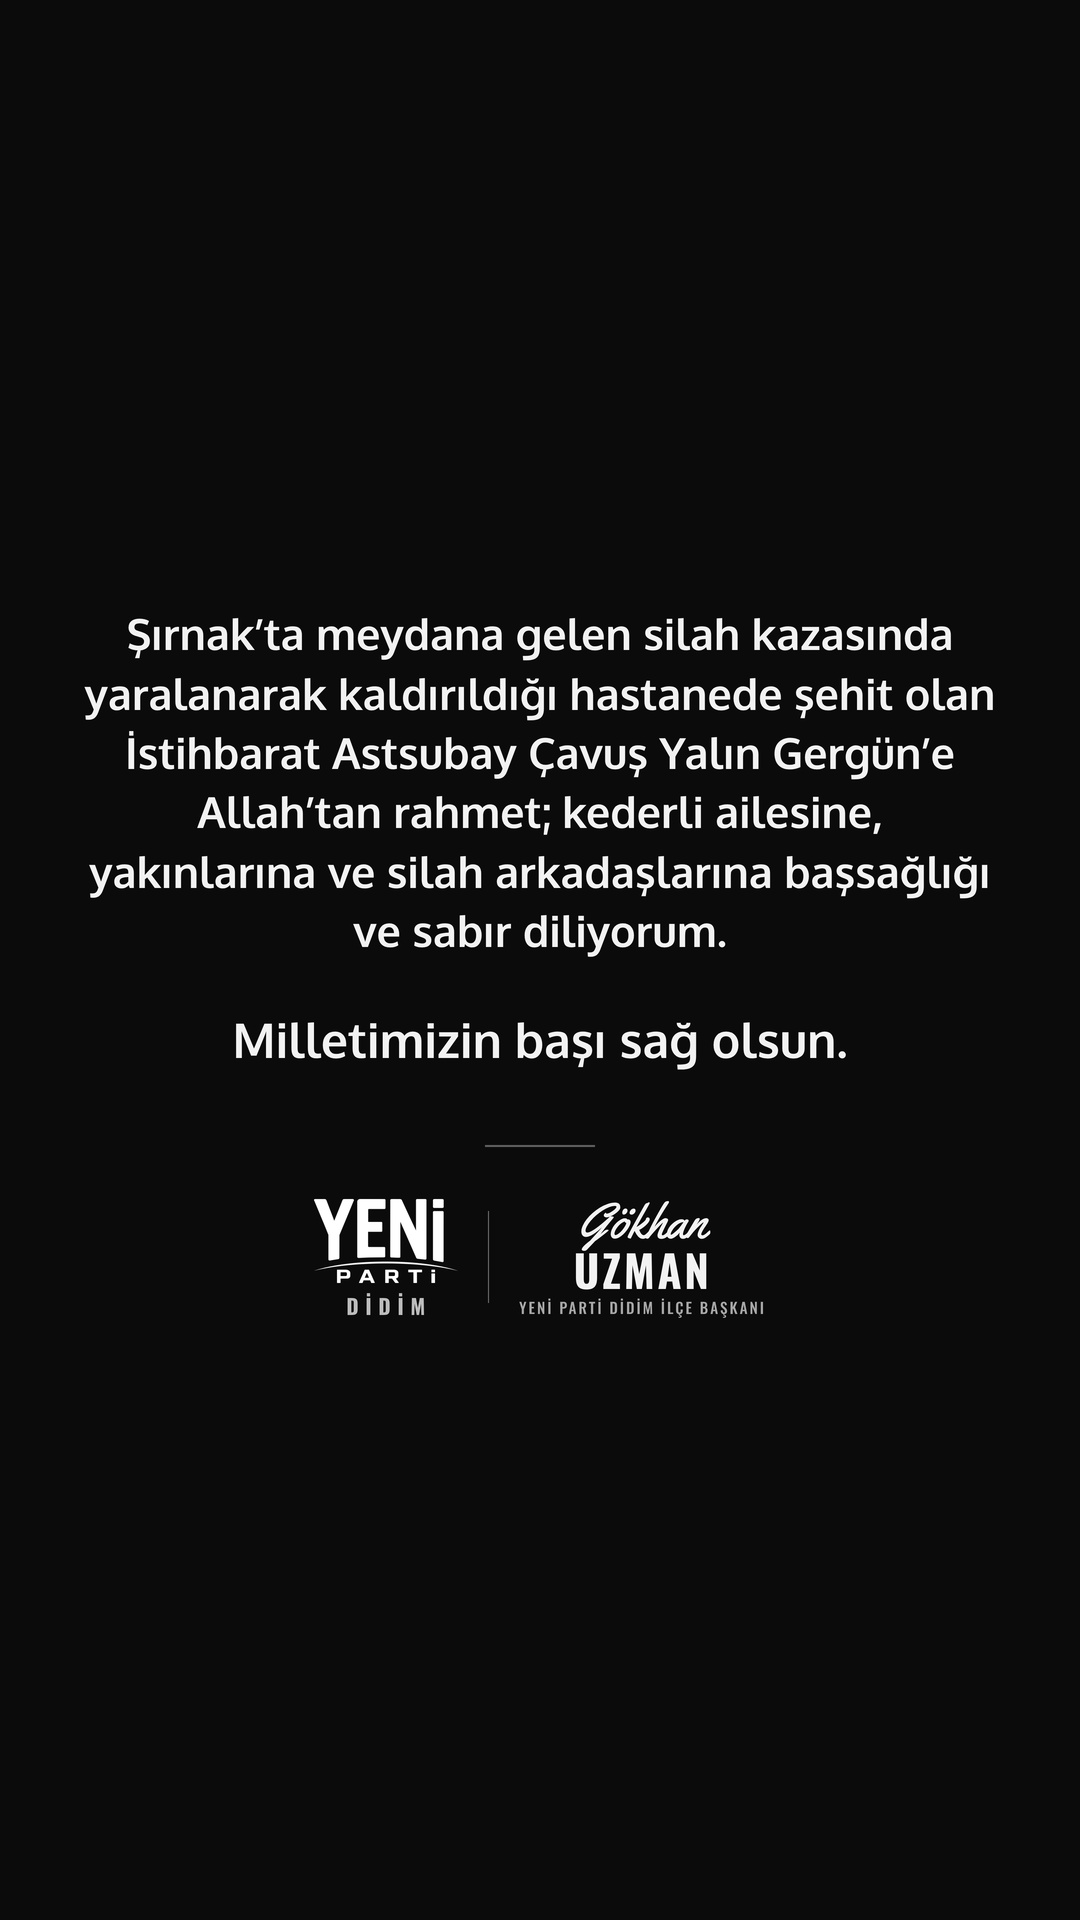 Şırnak’ta meydana gelen silah kazasında
yaralanarak kaldırıldığı hastanede şehit olan
İstihbarat Astsubay Çavuş Yalın Gergün’e
Allah’tan rahmet; kederli ailesine,
yakınlarına ve silah arkadaşlarına başsağlığı
ve sabır diliyorum.
Milletimizin başı sağ olsun.
YENİ
PARTİ
DİDİM
Gökhan
UZMAN
YENİ PARTİ DİDİM İLÇE BAŞKANI